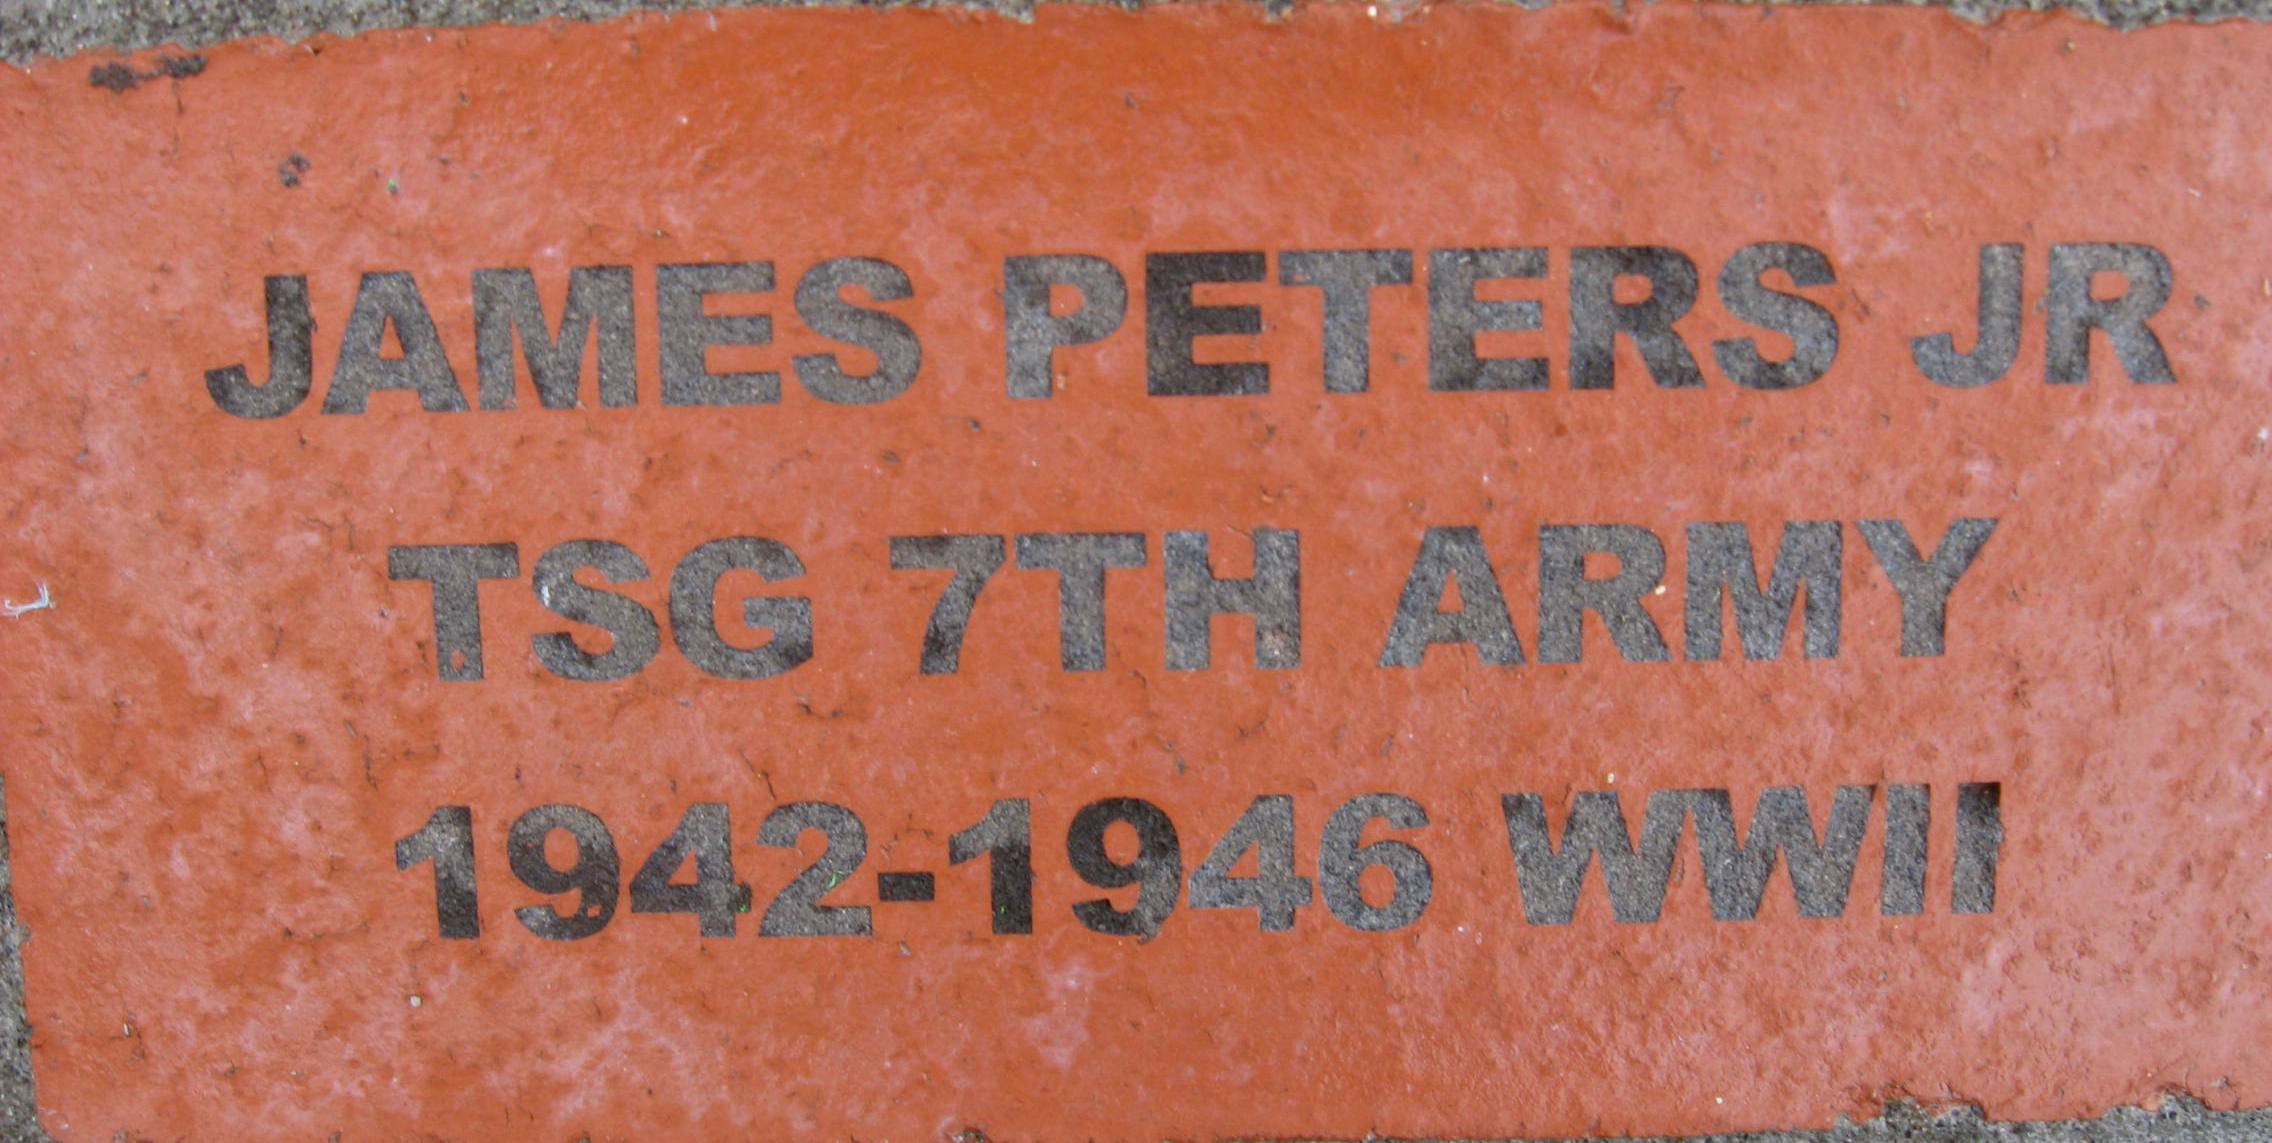 JAMES PETERS JR
TSG 7TH ARMY
1942-1946 WWII